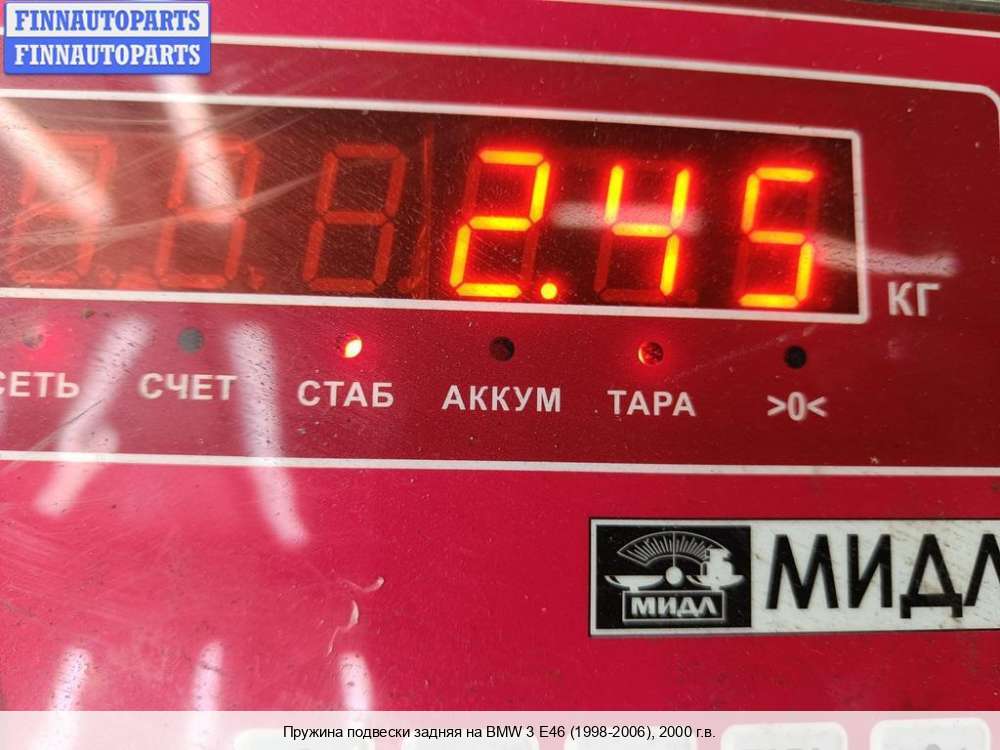 FINNAUTOPARTS
FINNAUTOPARTS
2.45
КГ
СЕТЬ СЧЕТ СТАБ АККУМ ТАРА >0<
МИДЛ
МИДЛ
Пружина подвески задняя на BMW 3 E46 (1998-2006), 2000 г.в.